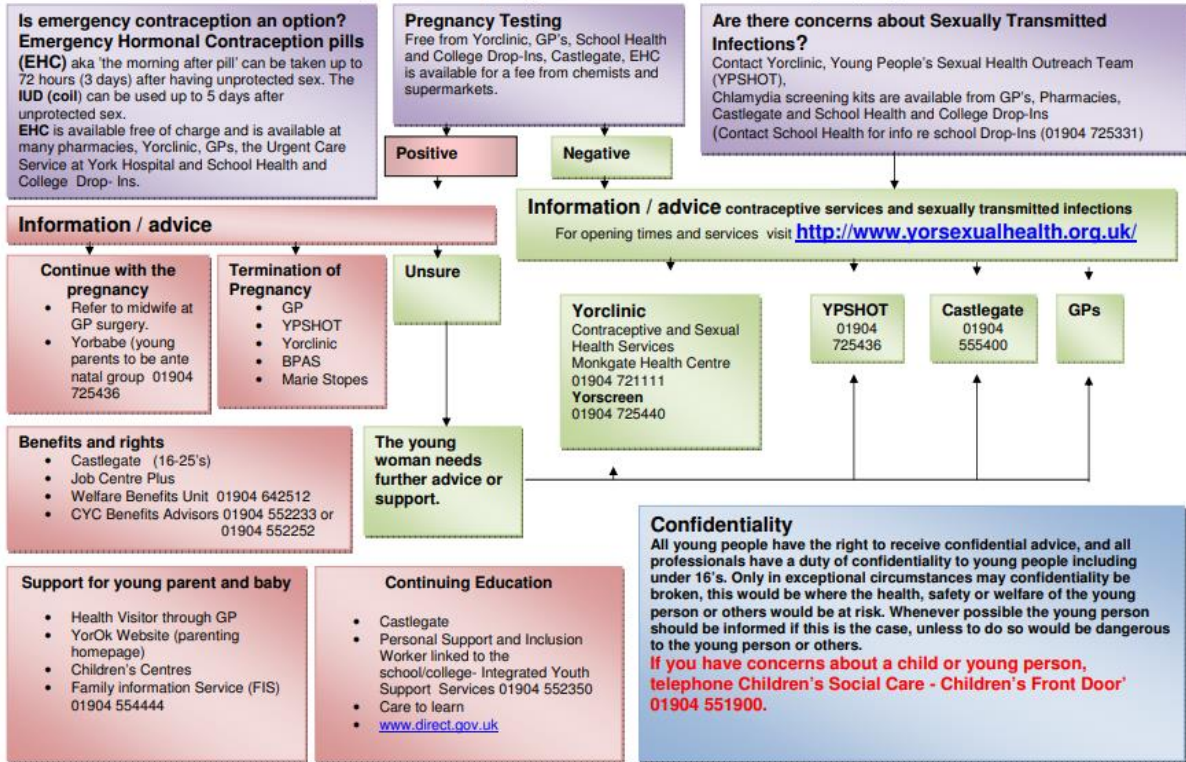 Is emergency contraception an option?
Emergency Hormonal Contraception pills
(EHC) aka 'the morning after pill' can be taken up to
72 hours (3 days) after having unprotected sex. The
IUD (coil) can be used up to 5 days after
unprotected sex.
EHC is available free of charge and is available at
many pharmacies, Yorclinic, GPs, the Urgent Care
Service at York Hospital and School Health and
College Drop- Ins.
Pregnancy Testing
Free from Yorclinic, GP's, School Health
and College Drop-Ins, Castlegate, EHC
is available for a fee from chemists and
supermarkets.
Are there concerns about Sexually Transmitted
Infections?
Contact Yorclinic, Young People's Sexual Health Outreach Team
(YPSHOT),
Chlamydia screening kits are available from GP's, Pharmacies,
Castlegate and School Health and College Drop-Ins
(Contact School Health for info re school Drop-Ins (01904 725331)
Positive
Negative
Information / advice
Information / advice contraceptive services and sexually transmitted infections
For opening times and services visit http://www.yorsexualhealth.org.uk/
Continue with the
pregnancy
• Refer to midwife at
GP surgery.
• Yorbabe (young
parents to be ante
natal group 01904
725436
Termination of
Pregnancy
• GP
• YPSHOT
• Yorclinic
• BPAS
• Marie Stopes
Unsure
Yorclinic
Contraceptive and Sexual
Health Services
Monkgate Health Centre
01904 721111
Yorscreen
01904 725440
YPSHOT
01904
725436
Castlegate
01904
555400
GPs
Benefits and rights
• Castlegate (16-25's)
• Job Centre Plus
• Welfare Benefits Unit 01904 642512
• CYC Benefits Advisors 01904 552233 or
01904 552252
The young
woman needs
further advice or
support.
Support for young parent and baby
• Health Visitor through GP
• YorOk Website (parenting
homepage)
• Children's Centres
• Family information Service (FIS)
01904 554444
Continuing Education
• Castlegate
• Personal Support and Inclusion
Worker linked to the
school/college- Integrated Youth
Support Services 01904 552350
• Care to learn
• www.direct.gov.uk
Confidentiality
All young people have the right to receive confidential advice, and all
professionals have a duty of confidentiality to young people including
under 16's. Only in exceptional circumstances may confidentiality be
broken, this would be where the health, safety or welfare of the young
person or others would be at risk. Whenever possible the young person
should be informed if this is the case, unless to do so would be dangerous
to the young person or others.
If you have concerns about a child or young person,
telephone Children's Social Care - Children's Front Door'
01904 551900.